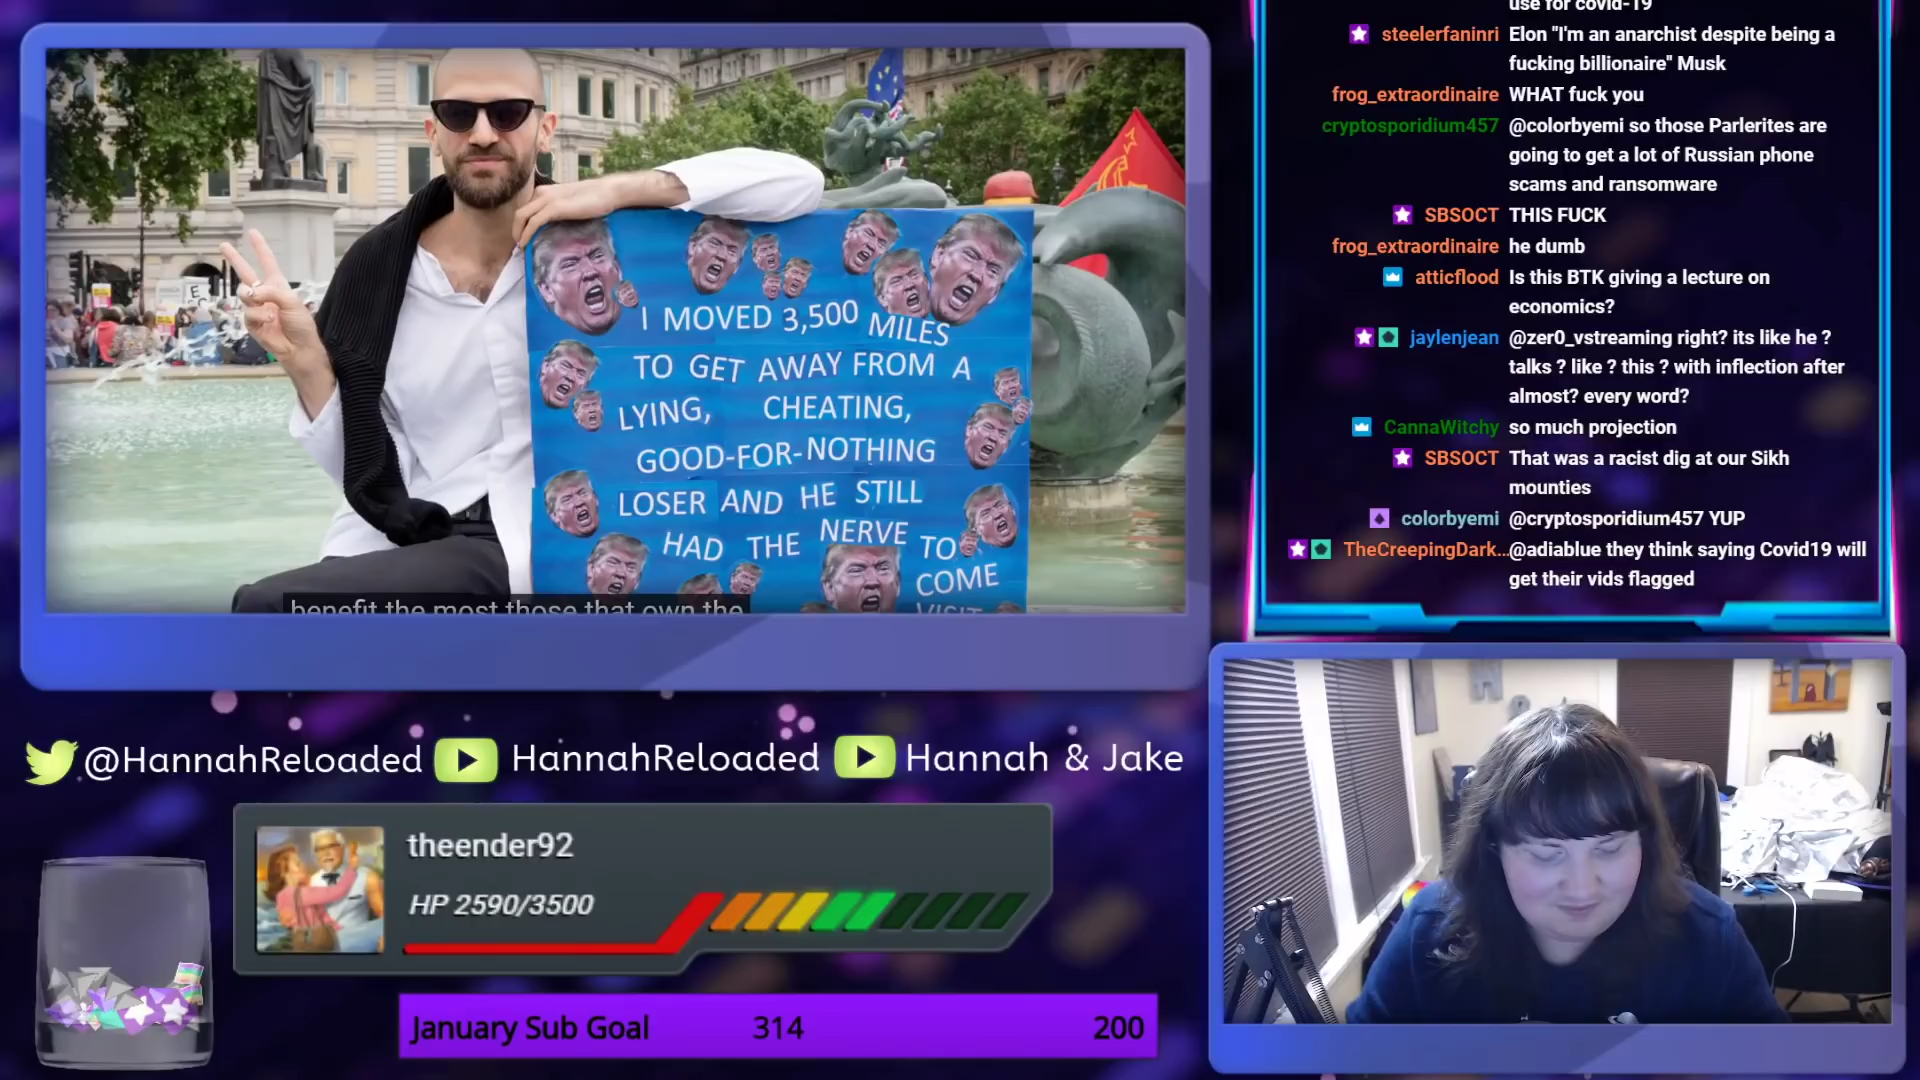 I MOVED 3,500 MILES
TO GET AWAY FROM A
LYING, CHEATING,
GOOD-FOR-NOTHING
LOSER AND HE STILL
HAD THE NERVE TO
COME
VISIT
benefit the most those that own the
use for covid-19
steelerfaninri Elon "I'm an anarchist despite being a
fucking billionaire" Musk
frog_extraordinaire WHAT fuck you
cryptosporidium457 @colorbyemi so those Parlerites are
going to get a lot of Russian phone
scams and ransomware
SBSOCT THIS FUCK
frog_extraordinaire he dumb
atticflood Is this BTK giving a lecture on
economics?
jaylenjean @zer0_vstreaming right? its like he ?
talks ? like ? this ? with inflection after
almost? every word?
CannaWitchy so much projection
SBSOCT That was a racist dig at our Sikh
mounties
colorbyemi @cryptosporidium457 YUP
TheCreepingDark... @adiablue they think saying Covid19 will
get their vids flagged
@HannahReloaded HannahReloaded Hannah & Jake
theender92
HP 2590/3500
January Sub Goal 314 200